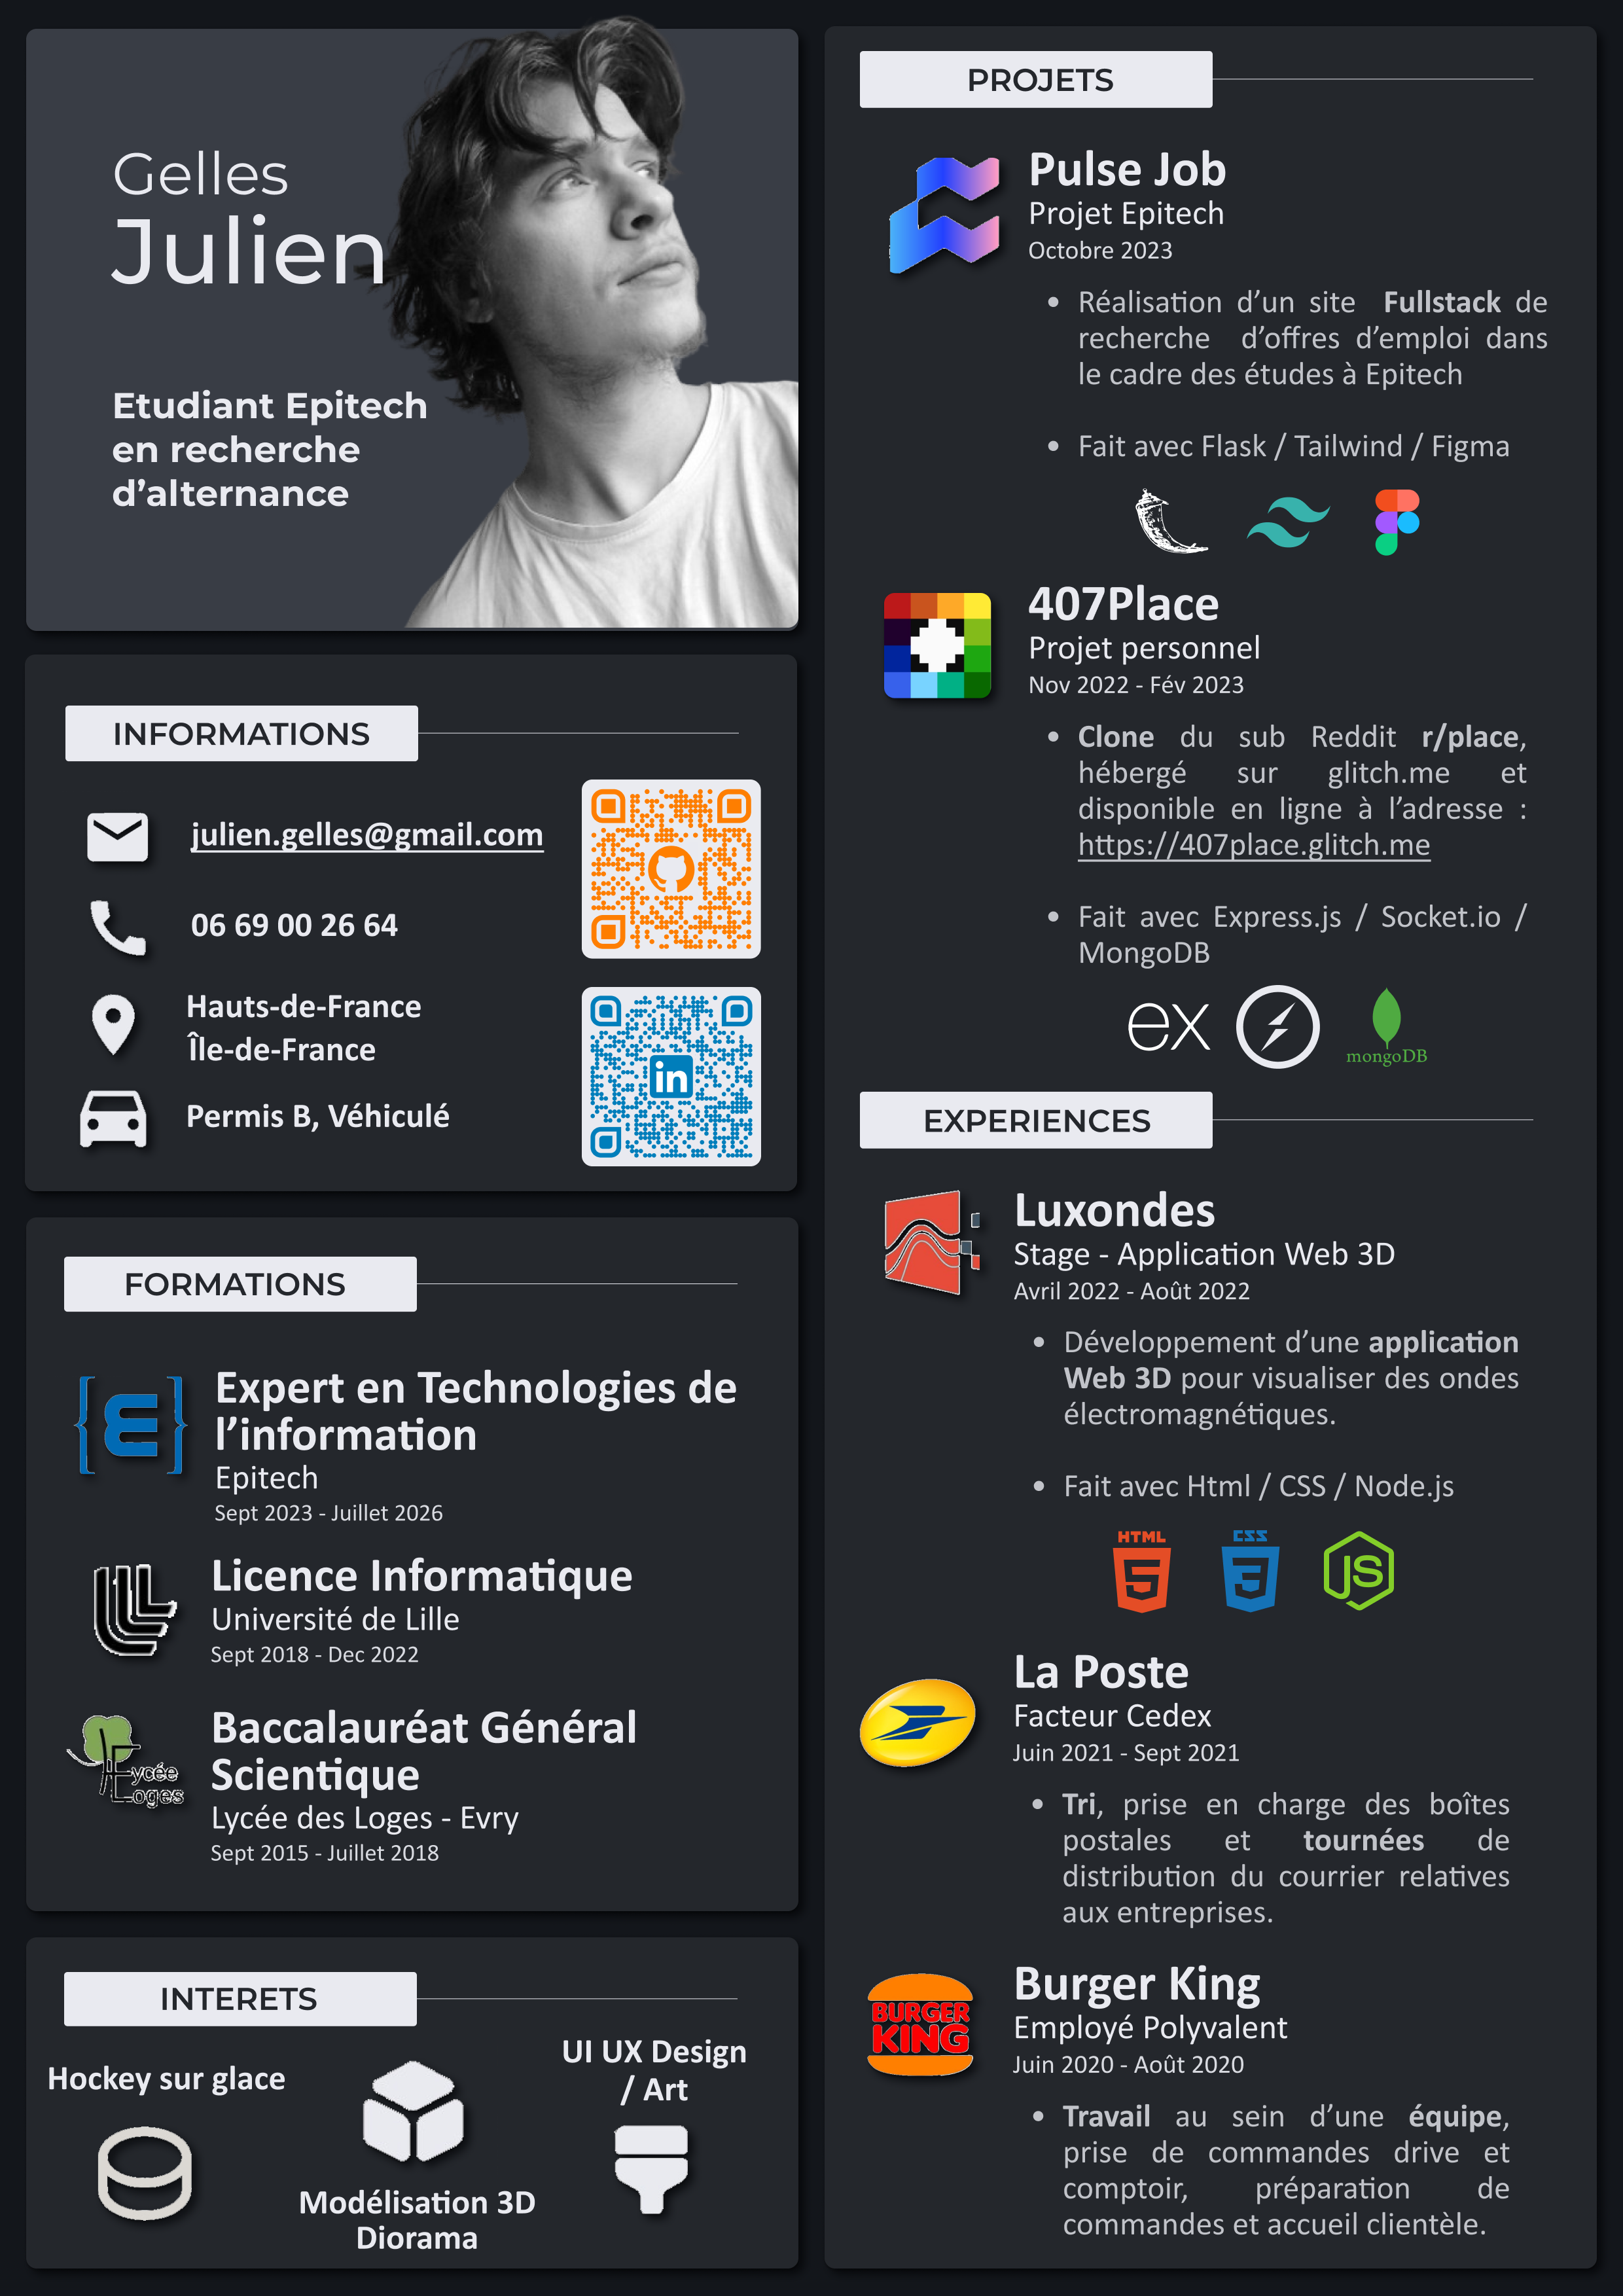 Gelles
Julien
Etudiant Epitech
en recherche
d’alternance
INFORMATIONS
julien.gelles@gmail.com
06 69 00 26 64
Hauts-de-France
Île-de-France
Permis B, Véhiculé
in
FORMATIONS
Expert en Technologies de
l’information
Epitech
Sept 2023 - Juillet 2026
Licence Informatique
Université de Lille
Sept 2018 - Dec 2022
Lycée
Loges
Baccalauréat Général
Scientifique
Lycée des Loges - Evry
Sept 2015 - Juillet 2018
INTERETS
Hockey sur glace
Modélisation 3D
Diorama
UI UX Design
/ Art
PROJETS
Pulse Job
Projet Epitech
Octobre 2023
• Réalisation d’un site Fullstack de
recherche d’offres d’emploi dans
le cadre des études à Epitech
• Fait avec Flask / Tailwind / Figma
407Place
Projet personnel
Nov 2022 - Fév 2023
• Clone du sub Reddit r/place,
hébergé sur glitch.me et
disponible en ligne à l’adresse :
https://407place.glitch.me
• Fait avec Express.js / Socket.io /
MongoDB
ex
mongoDB
EXPERIENCES
Luxondes
Stage - Application Web 3D
Avril 2022 - Août 2022
• Développement d’une application
Web 3D pour visualiser des ondes
électromagnétiques.
• Fait avec Html / CSS / Node.js
HTML
5
CSS
3
JS
La Poste
Facteur Cedex
Juin 2021 - Sept 2021
• Tri, prise en charge des boîtes
postales et tournées de
distribution du courrier relatives
aux entreprises.
BURGER
KING
Burger King
Employé Polyvalent
Juin 2020 - Août 2020
• Travail au sein d’une équipe,
prise de commandes drive et
comptoir, préparation de
commandes et accueil clientèle.